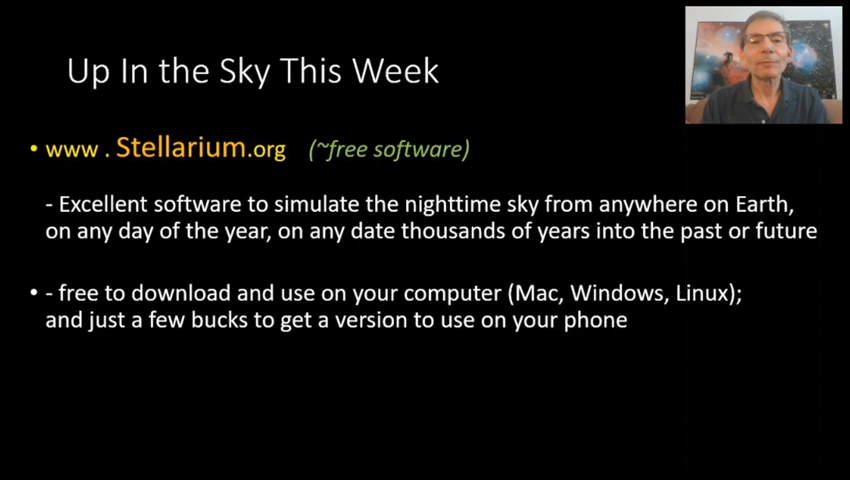 Up In the Sky This Week
• www . Stellarium.org (~free software)
- Excellent software to simulate the nighttime sky from anywhere on Earth,
on any day of the year, on any date thousands of years into the past or future
• - free to download and use on your computer (Mac, Windows, Linux);
and just a few bucks to get a version to use on your phone